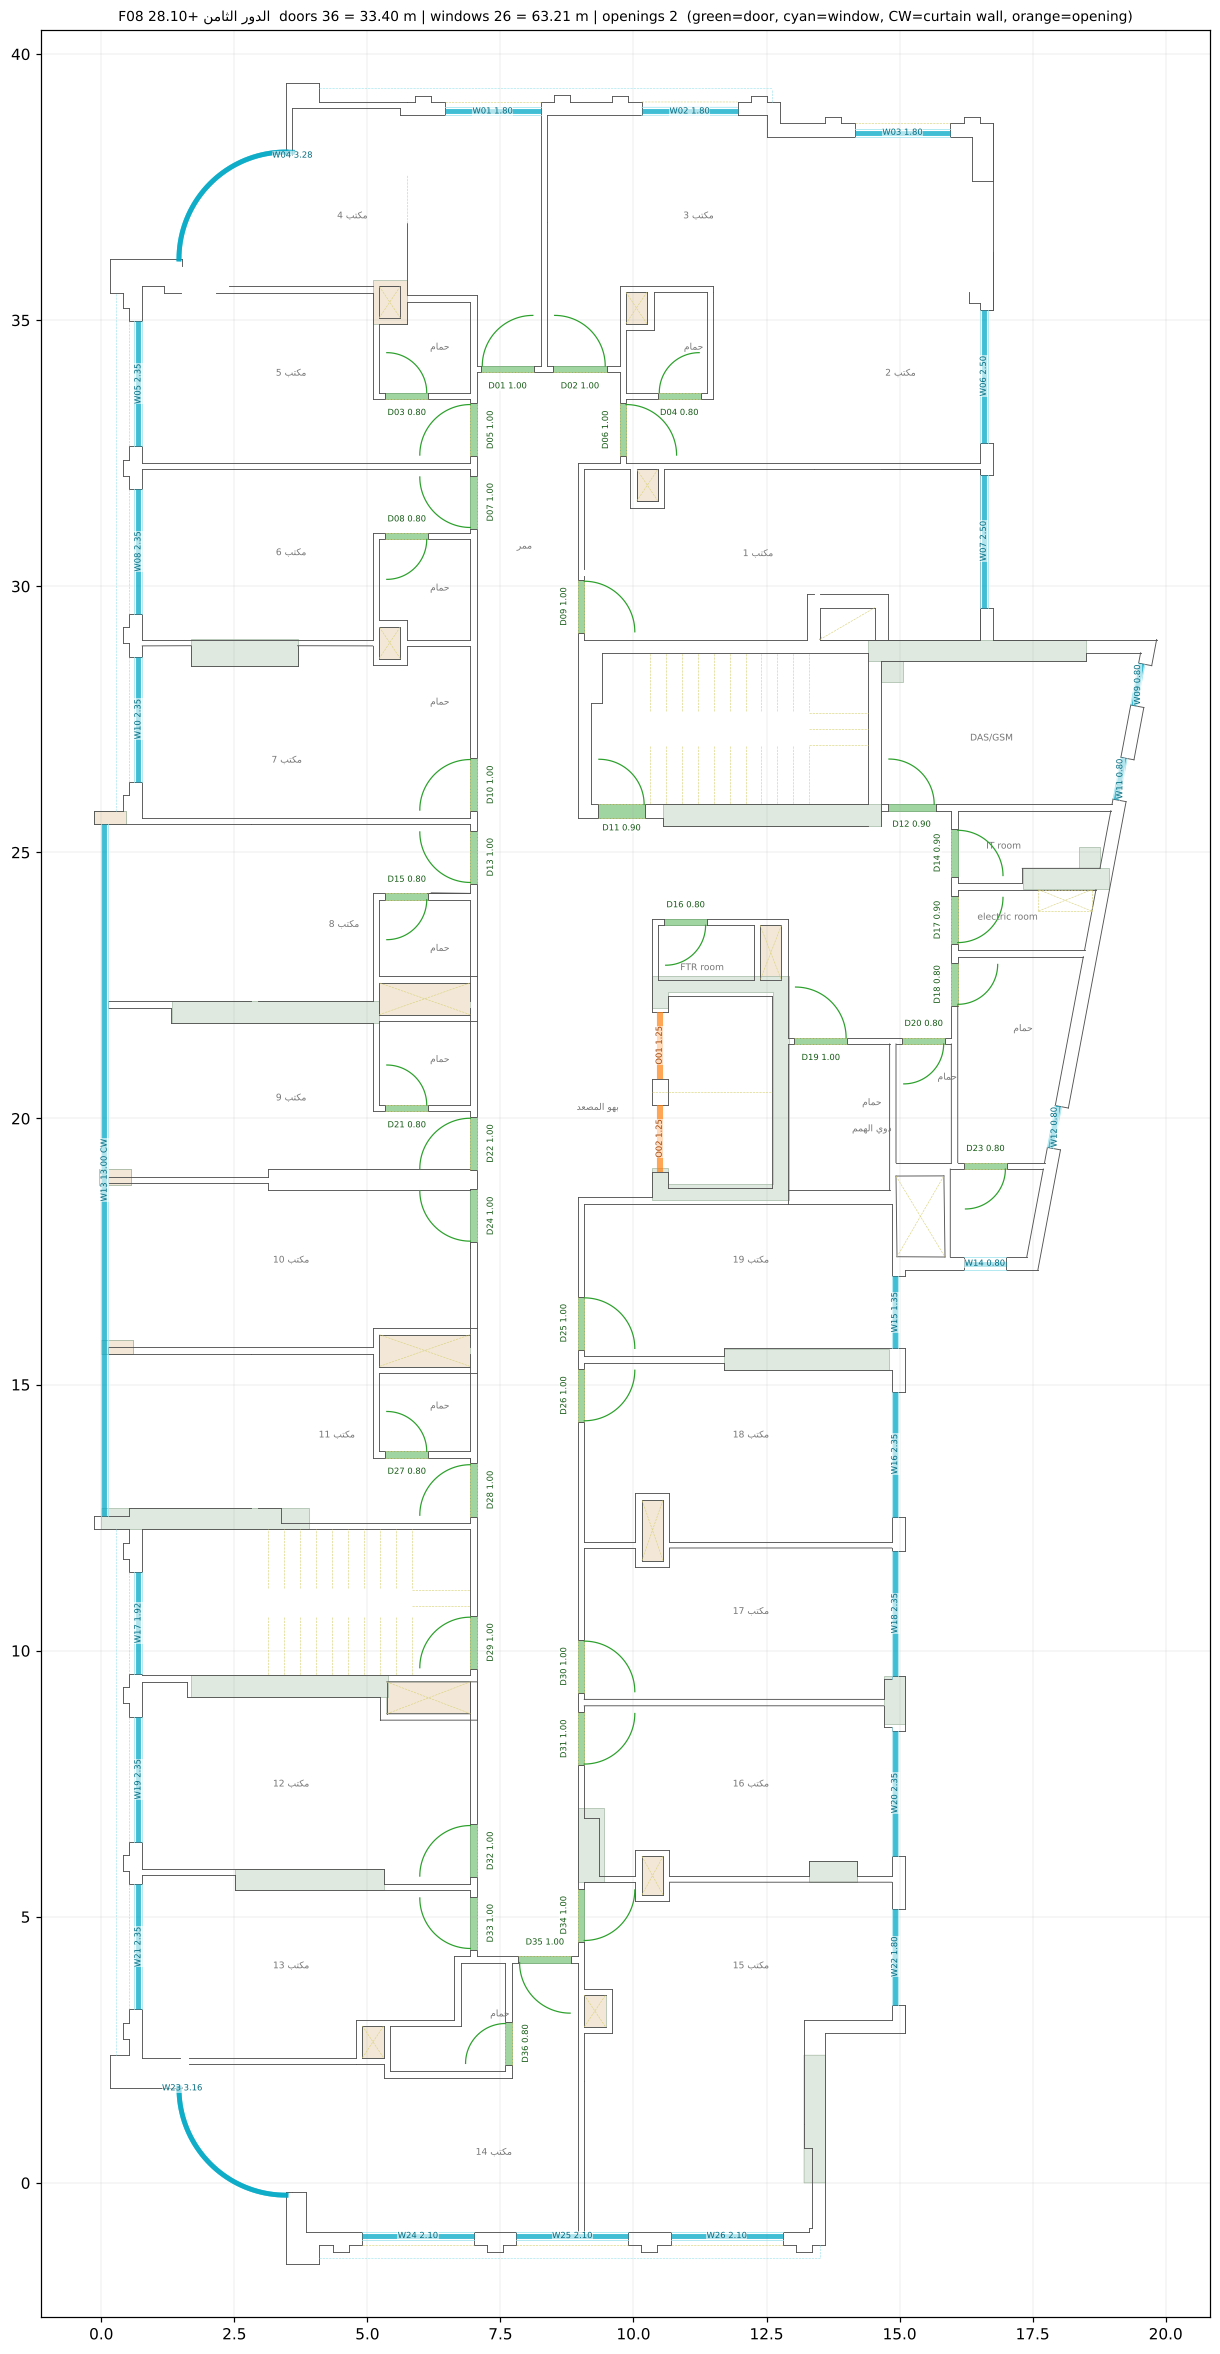 F08 28.10+ الدور الثامن doors 36 = 33.40 m | windows 26 = 63.21 m | openings 2 (green=door, cyan=window, CW=curtain wall, orange=opening)
40
W01 1.80
W02 1.80
W03 1.80
W04 3.28
مكتب 4
مكتب 3
35
حمام
حمام
W05 2.35
مكتب 5
D01 1.00
D02 1.00
مكتب 2
W06 2.50
D03 0.80
D04 0.80
D05 1.00
D06 1.00
D07 1.00
D08 0.80
W08 2.35
مكتب 6
ممر
مكتب 1
W07 2.50
30
حمام
D09 1.00
حمام
W09 0.80
W10 2.35
مكتب 7
DAS/GSM
D10 1.00
W11 0.80
D11 0.90
D12 0.90
25
D13 1.00
D14 0.90
IT room
D15 0.80
D16 0.80
مكتب 8
حمام
D17 0.90
electric room
FTR room
D18 0.80
حمام
D20 0.80
O01 1.25
D19 1.00
حمام
حمام
مكتب 9
بهو المصعد
حمام
20
D21 0.80
ذوي الهمم
W12 0.80
D22 1.00
O02 1.25
D23 0.80
W13 13.00 CW
D24 1.00
مكتب 10
مكتب 19
W14 0.80
D25 1.00
W15 1.35
15
D26 1.00
حمام
مكتب 11
مكتب 18
W16 2.35
D27 0.80
D28 1.00
W17 1.92
مكتب 17
W18 2.35
10
D29 1.00
D30 1.00
D31 1.00
W19 2.35
مكتب 12
مكتب 16
W20 2.35
D32 1.00
5
D33 1.00
D34 1.00
D35 1.00
W21 2.35
مكتب 13
مكتب 15
W22 1.80
حمام
D36 0.80
W23 3.16
مكتب 14
0
W24 2.10
W25 2.10
W26 2.10
0.0
2.5
5.0
7.5
10.0
12.5
15.0
17.5
20.0